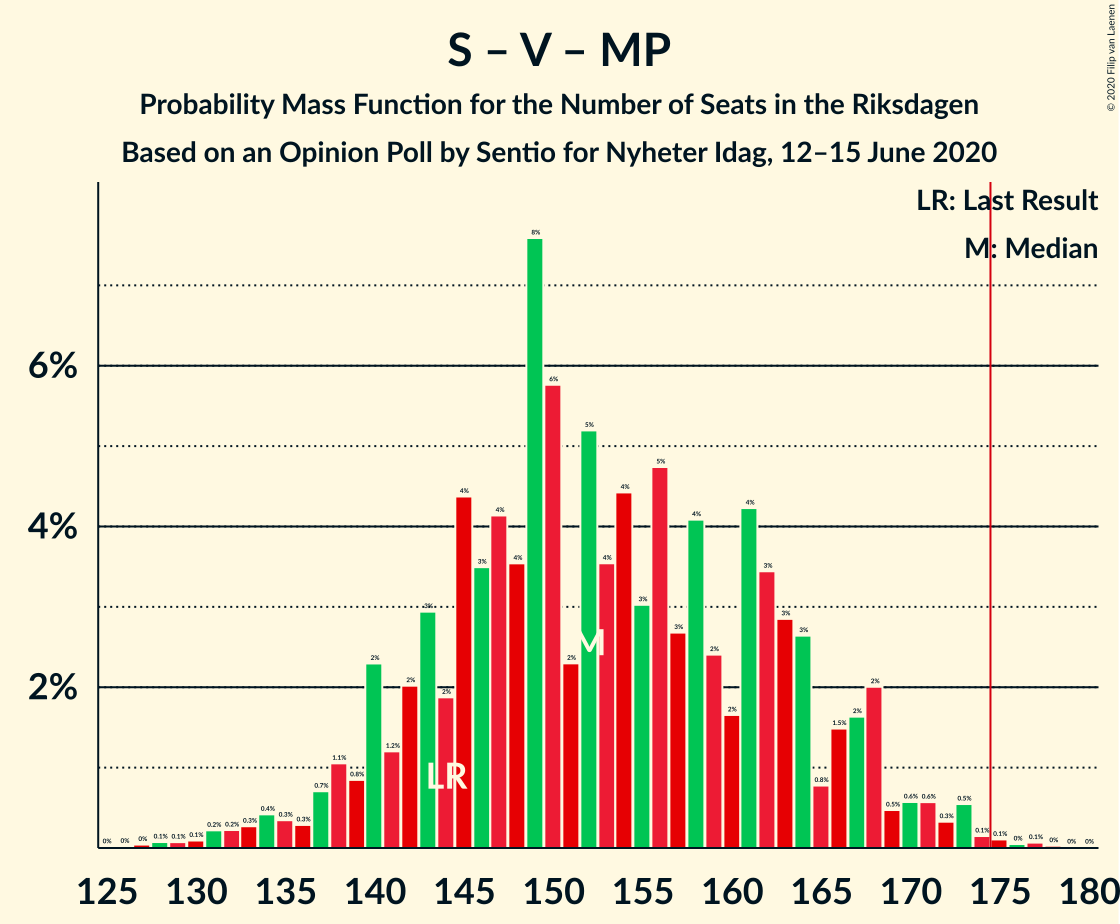 S – V – MP
Probability Mass Function for the Number of Seats in the Riksdagen
Based on an Opinion Poll by Sentio for Nyheter Idag, 12–15 June 2020
© 2020 Filip van Laenen
LR: Last Result
M: Median
6%
4%
2%
0% 0% 0% 0.1% 0.1% 0.1% 0.2% 0.2% 0.3% 0.4% 0.3% 0.3% 0.7% 1.1% 0.8% 2% 1.2% 2% 3% 2% 4% 3% 4% 4% 8% 6% 2% 5% 4% 4% 3% 5% 3% 4% 2% 2% 4% 3% 3% 3% 0.8% 1.5% 2% 2% 0.5% 0.6% 0.6% 0.3% 0.5% 0.1% 0.1% 0% 0.1% 0% 0% 0%
M
LR
125 130 135 140 145 150 155 160 165 170 175 180